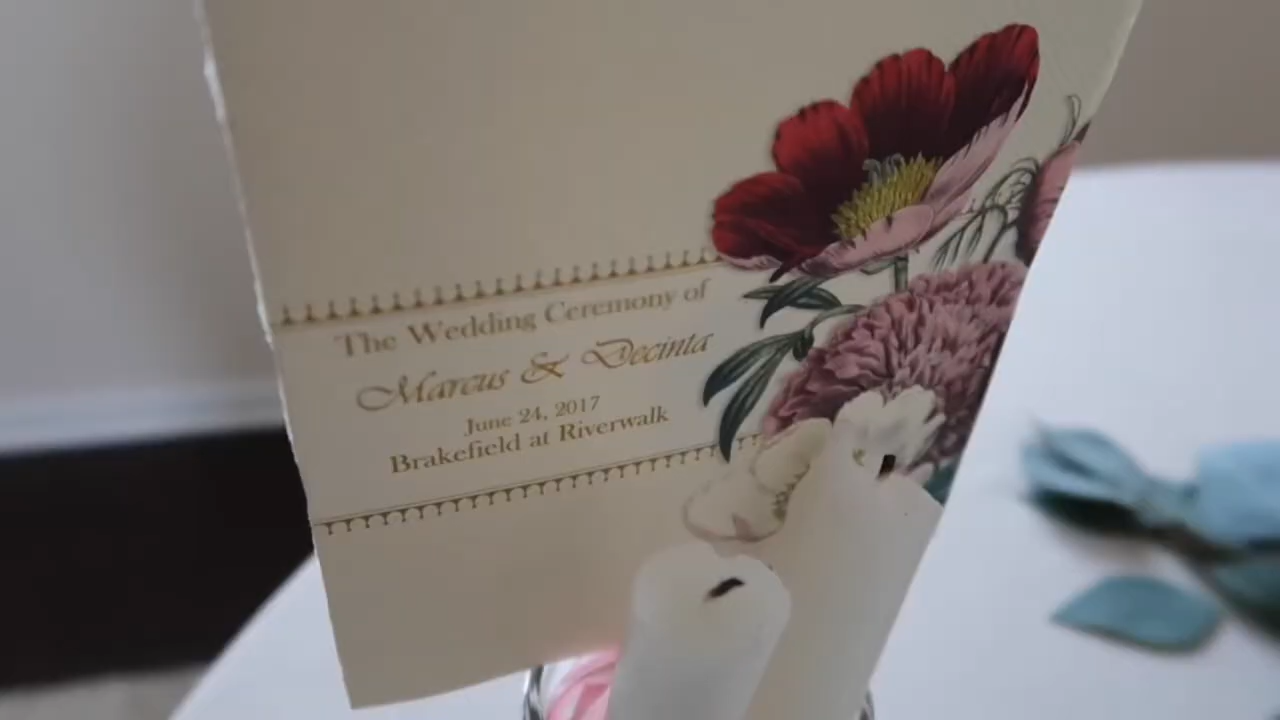 The Wedding Ceremony of
Marcus & Decinta
June 24, 2017
Brakefield at Riverwalk